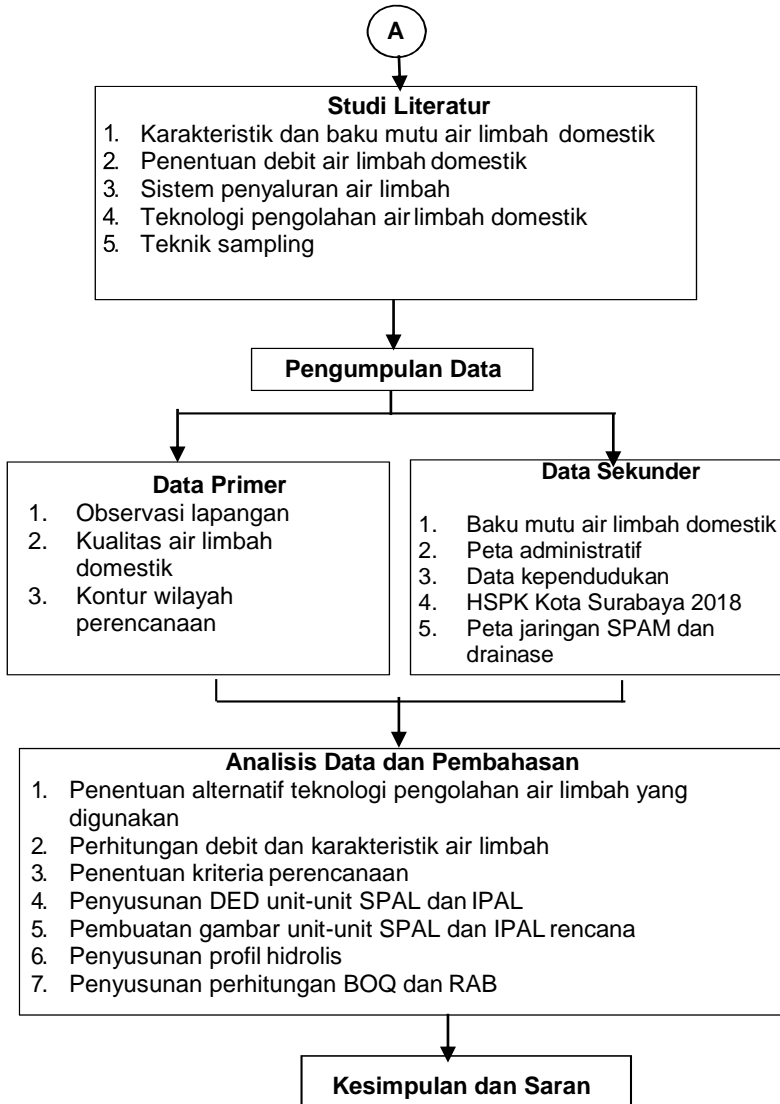 A
Studi Literatur
1. Karakteristik dan baku mutu air limbah domestik
2. Penentuan debit air limbah domestik
3. Sistem penyaluran air limbah
4. Teknologi pengolahan air limbah domestik
5. Teknik sampling
Pengumpulan Data
Data Primer
1. Observasi lapangan
2. Kualitas air limbah
domestik
3. Kontur wilayah
perencanaan
Data Sekunder
1. Baku mutu air limbah domestik
2. Peta administratif
3. Data kependudukan
4. HSPK Kota Surabaya 2018
5. Peta jaringan SPAM dan
drainase
Analisis Data dan Pembahasan
1. Penentuan alternatif teknologi pengolahan air limbah yang
digunakan
2. Perhitungan debit dan karakteristik air limbah
3. Penentuan kriteria perencanaan
4. Penyusunan DED unit-unit SPAL dan IPAL
5. Pembuatan gambar unit-unit SPAL dan IPAL rencana
6. Penyusunan profil hidrolis
7. Penyusunan perhitungan BOQ dan RAB
Kesimpulan dan Saran